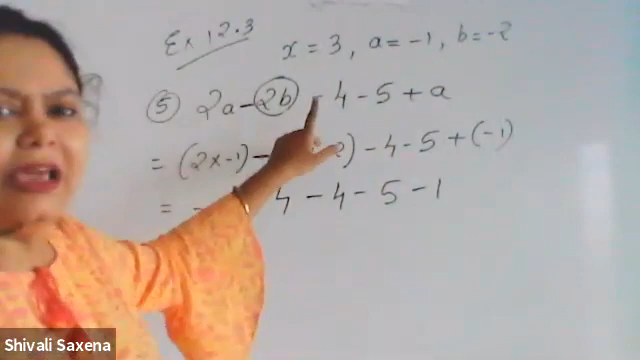 Ex 12.3
x = 3, a = -1, b = -2
⑤ 2a - 2b - 4 - 5 + a
= (2x-1) - 2) - 4 - 5 + (-1)
= - 4 - 4 - 5 - 1
Shivali Saxena